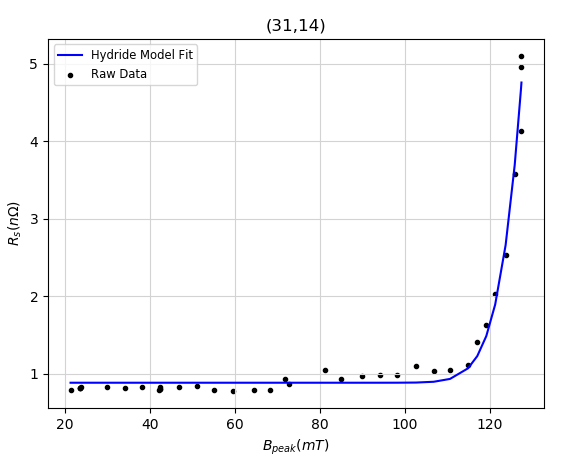 (31,14)
Hydride Model Fit
Raw Data
5
4
3
2
1
R_s(nΩ)
20 40 60 80 100 120
B_peak(mT)